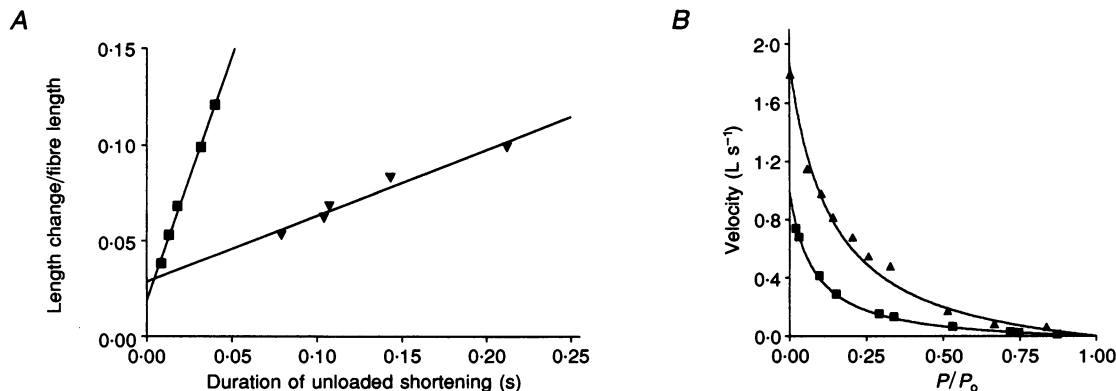 A
0·15
0·10
0·05
0·00
Length change/fibre length
0·00 0·05 0·10 0·15 0·20 0·25
Duration of unloaded shortening (s)
B
2·0
1·6
1·2
0·8
0·4
0·0
Velocity (L s⁻¹)
0·00 0·25 0·50 0·75 1·00
P/Pₒ